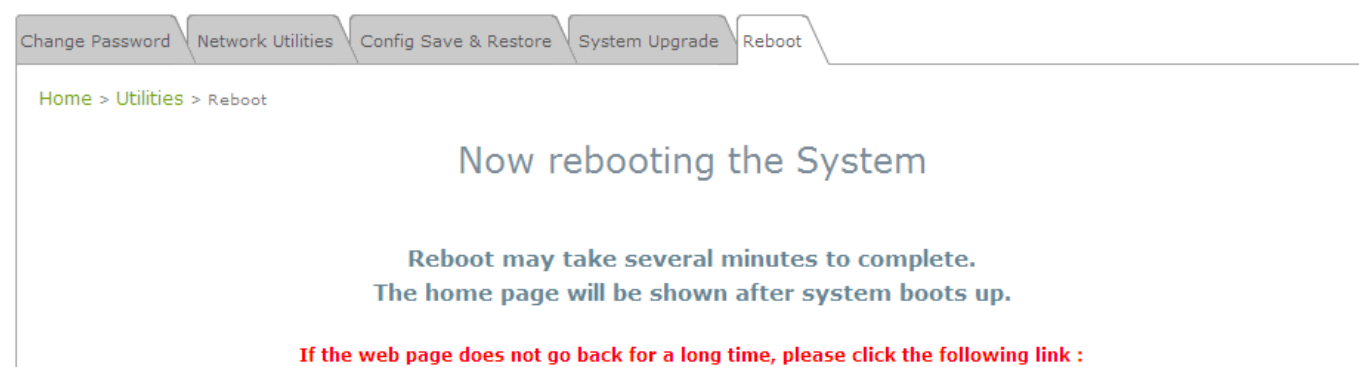 Change Password Network Utilities Config Save & Restore System Upgrade Reboot
Home > Utilities > Reboot
Now rebooting the System
Reboot may take several minutes to complete.
The home page will be shown after system boots up.
If the web page does not go back for a long time, please click the following link :